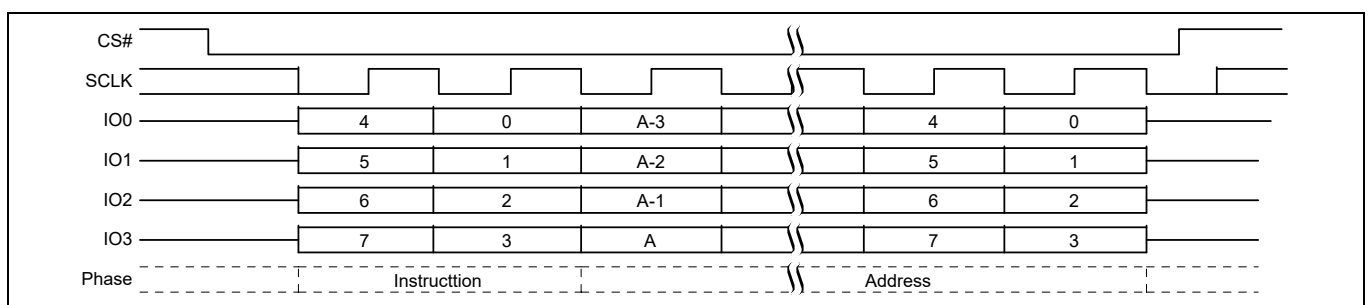 CS#
SCLK
IO0 4 0 A-3 4 0
IO1 5 1 A-2 5 1
IO2 6 2 A-1 6 2
IO3 7 3 A 7 3
Phase Instructtion Address